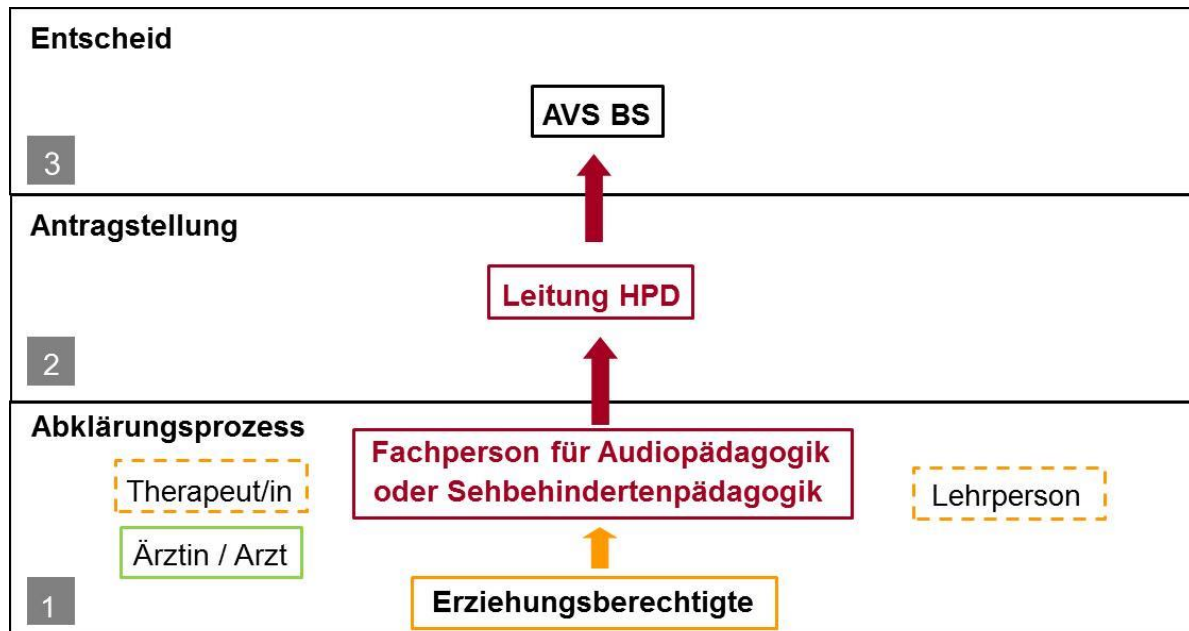 Entscheid
AVS BS
3
Antragstellung
Leitung HPD
2
Abklärungsprozess
Fachperson für Audiopädagogik
oder Sehbehindertenpädagogik
Therapeut/in
Lehrperson
Ärztin / Arzt
Erziehungsberechtigte
1